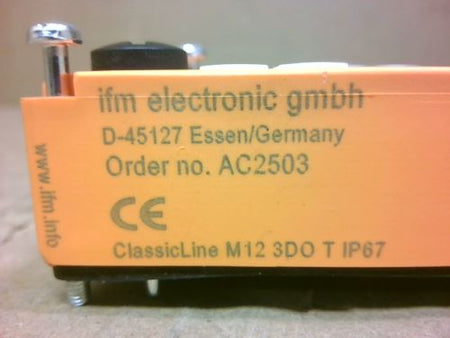 ifm electronic gmbh
D-45127 Essen/Germany
Order no. AC2503
CE
ClassicLine M12 3DO T IP67
www.ifm.info